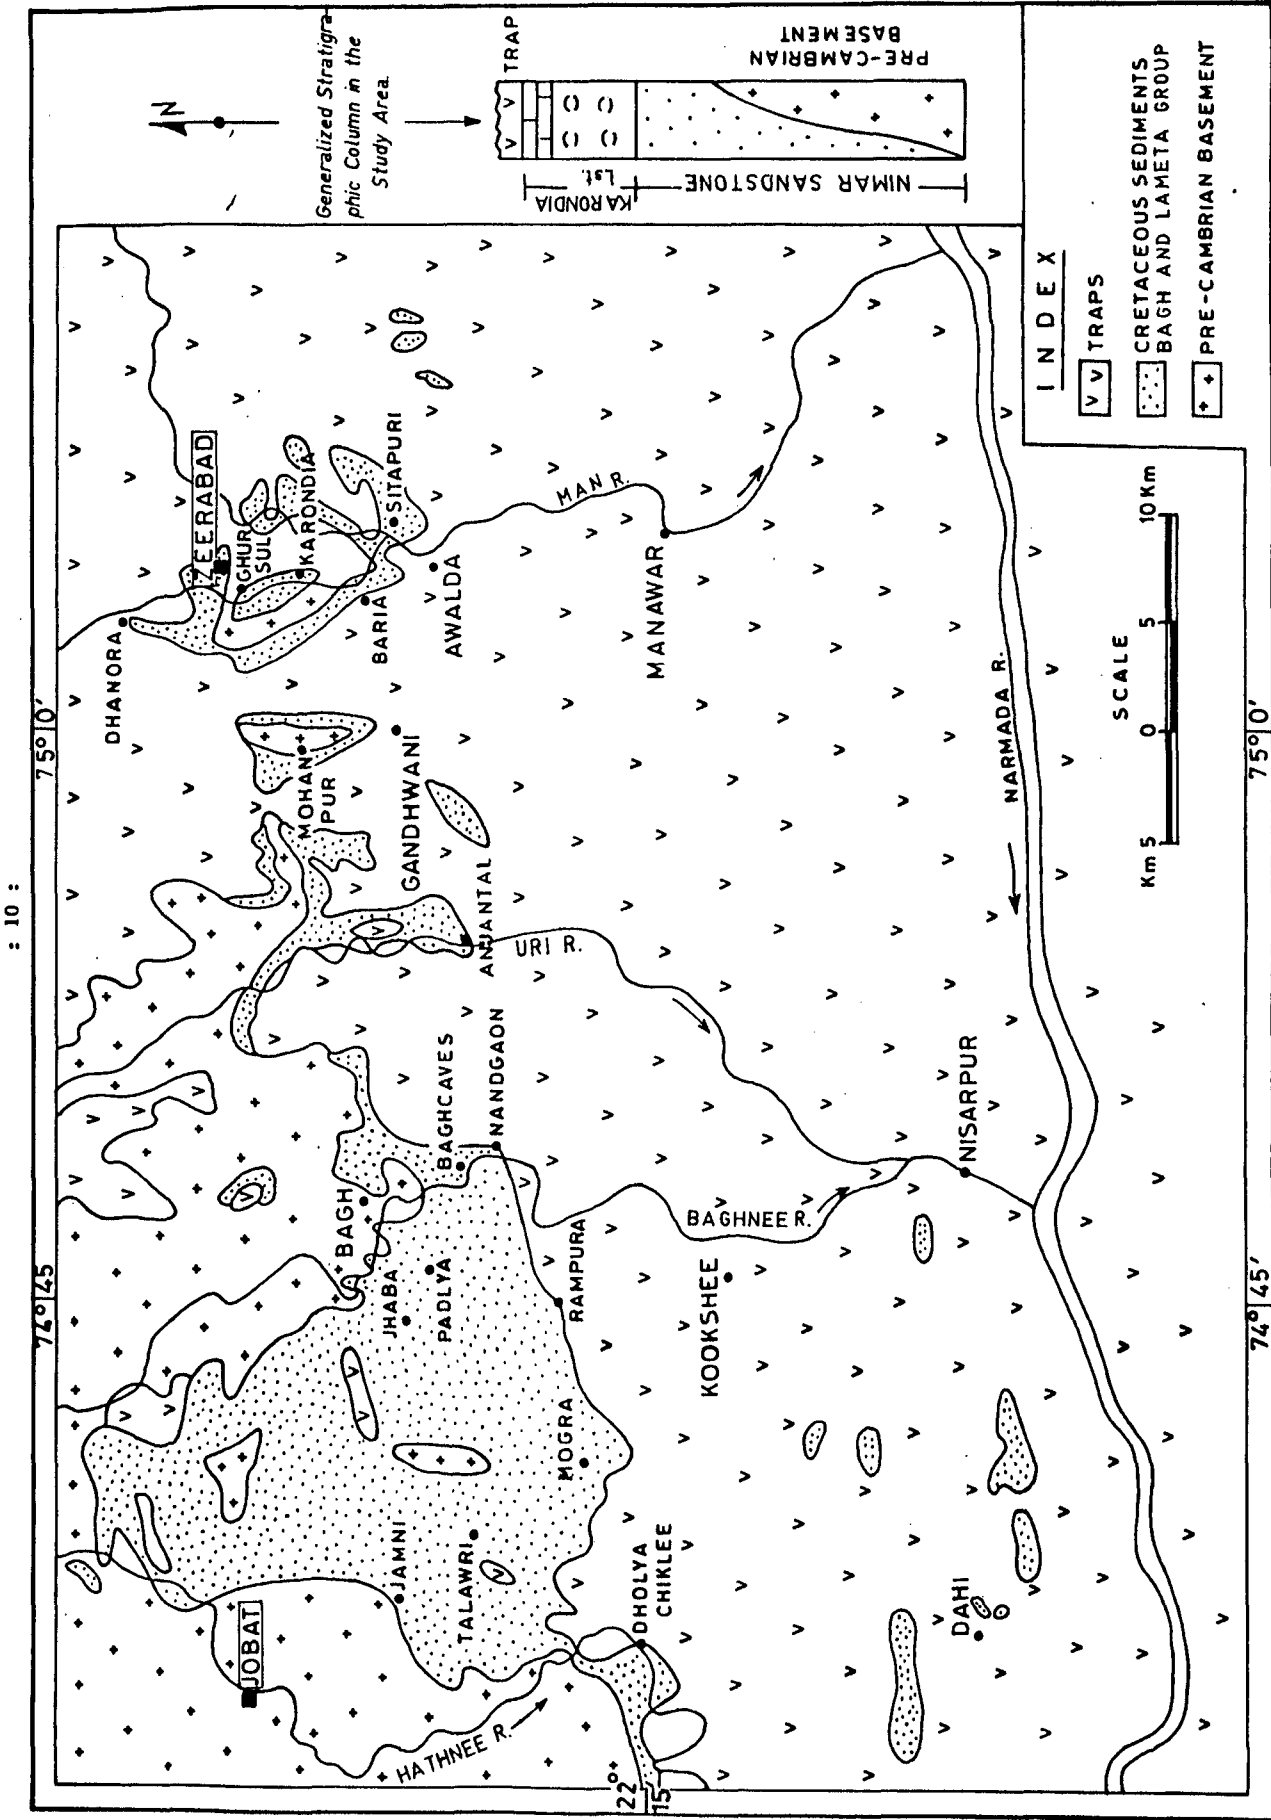 : 10 :
74°|45
75°|0'
N
Generalized Stratigra-
phic Column in the
Study Area.
TRAP
KARONDIA
Lst.
NIMAR SANDSTONE
PRE-CAMBRIAN
BASEMENT
JOBAT
HATHNEE R.
JAMNI
TALAWRI
DHOLYA
CHIKLEE
MOGRA
JHABA
PADLYA
BAGH
BAGHCAVES
NANDGAON
RAMPURA
KOOKSHEE
BAGHNEE R.
DAHI
NISARPUR
URI R.
ANJANTAL
GANDHWANI
MOHAN
PUR
DHANORA
ZEERABAD
GHUR
SUL
KARONDIA
BARIA
SITAPURI
AWALDA
MAN R.
MANAWAR
NARMADA R.
22°
15'
74°|45'
75°|0'
SCALE
Km 5 0 5 10 Km
INDEX
V V TRAPS
CRETACEOUS SEDIMENTS
BAGH AND LAMETA GROUP
+ + PRE-CAMBRIAN BASEMENT